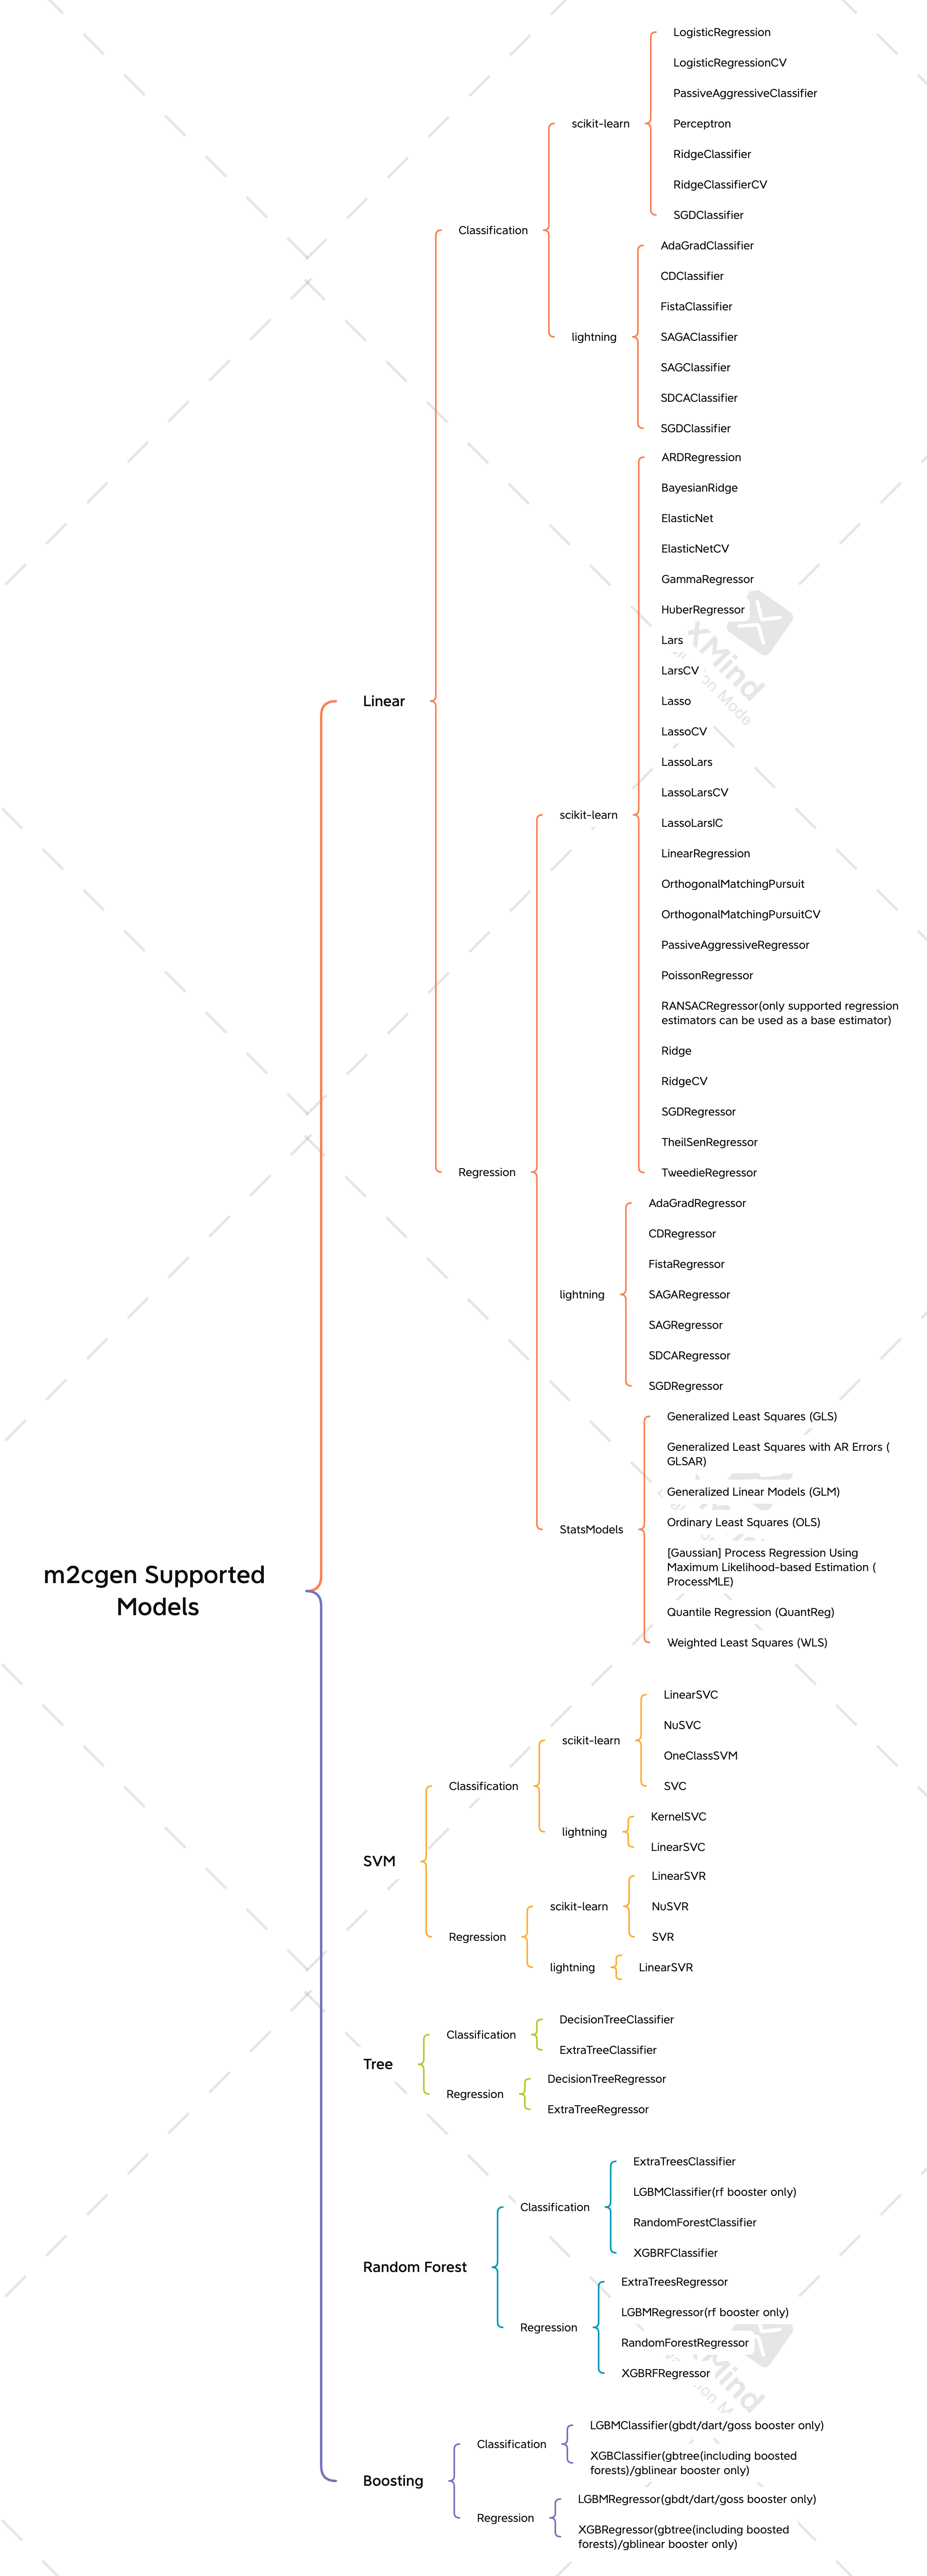 m2cgen Supported
Models
Linear
Classification
scikit-learn
LogisticRegression
LogisticRegressionCV
PassiveAggressiveClassifier
Perceptron
RidgeClassifier
RidgeClassifierCV
SGDClassifier
lightning
AdaGradClassifier
CDClassifier
FistaClassifier
SAGAClassifier
SAGClassifier
SDCAClassifier
SGDClassifier
Regression
scikit-learn
ARDRegression
BayesianRidge
ElasticNet
ElasticNetCV
GammaRegressor
HuberRegressor
Lars
LarsCV
Lasso
LassoCV
LassoLars
LassoLarsCV
LassoLarsIC
LinearRegression
OrthogonalMatchingPursuit
OrthogonalMatchingPursuitCV
PassiveAggressiveRegressor
PoissonRegressor
RANSACRegressor(only supported regression
estimators can be used as a base estimator)
Ridge
RidgeCV
SGDRegressor
TheilSenRegressor
TweedieRegressor
lightning
AdaGradRegressor
CDRegressor
FistaRegressor
SAGARegressor
SAGRegressor
SDCARegressor
SGDRegressor
StatsModels
Generalized Least Squares (GLS)
Generalized Least Squares with AR Errors (
GLSAR)
Generalized Linear Models (GLM)
Ordinary Least Squares (OLS)
[Gaussian] Process Regression Using
Maximum Likelihood-based Estimation (
ProcessMLE)
Quantile Regression (QuantReg)
Weighted Least Squares (WLS)
SVM
Classification
scikit-learn
LinearSVC
NuSVC
OneClassSVM
SVC
lightning
KernelSVC
LinearSVC
Regression
scikit-learn
LinearSVR
NuSVR
SVR
lightning
LinearSVR
Tree
Classification
DecisionTreeClassifier
ExtraTreeClassifier
Regression
DecisionTreeRegressor
ExtraTreeRegressor
Random Forest
Classification
ExtraTreesClassifier
LGBMClassifier(rf booster only)
RandomForestClassifier
XGBRFClassifier
Regression
ExtraTreesRegressor
LGBMRegressor(rf booster only)
RandomForestRegressor
XGBRFRegressor
Boosting
Classification
LGBMClassifier(gbdt/dart/goss booster only)
XGBClassifier(gbtree(including boosted
forests)/gblinear booster only)
Regression
LGBMRegressor(gbdt/dart/goss booster only)
XGBRegressor(gbtree(including boosted
forests)/gblinear booster only)
XMind
Mode